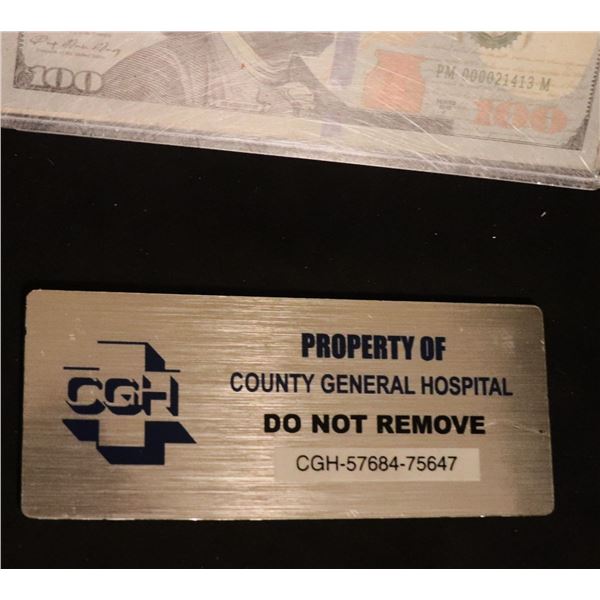 100
PM 000021413 M
100
CGH
PROPERTY OF
COUNTY GENERAL HOSPITAL
DO NOT REMOVE
CGH-57684-75647